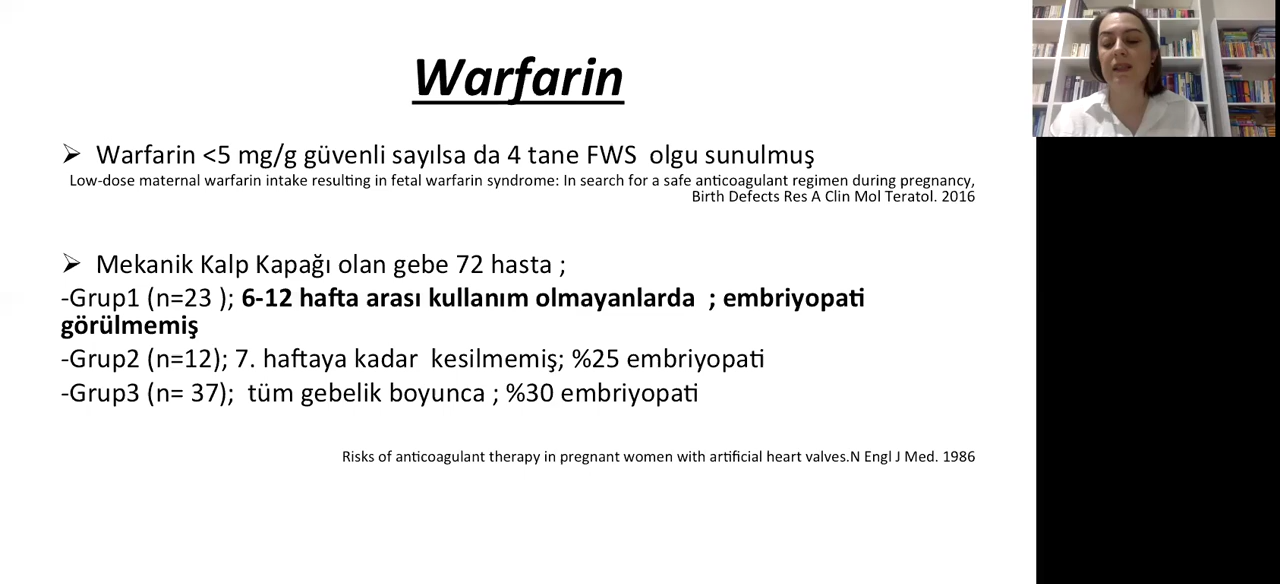 Warfarin
➢ Warfarin <5 mg/g güvenli sayılsa da 4 tane FWS olgu sunulmuş
Low-dose maternal warfarin intake resulting in fetal warfarin syndrome: In search for a safe anticoagulant regimen during pregnancy,
Birth Defects Res A Clin Mol Teratol. 2016
➢ Mekanik Kalp Kapağı olan gebe 72 hasta ;
-Grup1 (n=23 ); 6-12 hafta arası kullanım olmayanlarda ; embriyopati
görülmemiş
-Grup2 (n=12); 7. haftaya kadar kesilmemiş; %25 embriyopati
-Grup3 (n= 37); tüm gebelik boyunca ; %30 embriyopati
Risks of anticoagulant therapy in pregnant women with artificial heart valves.N Engl J Med. 1986